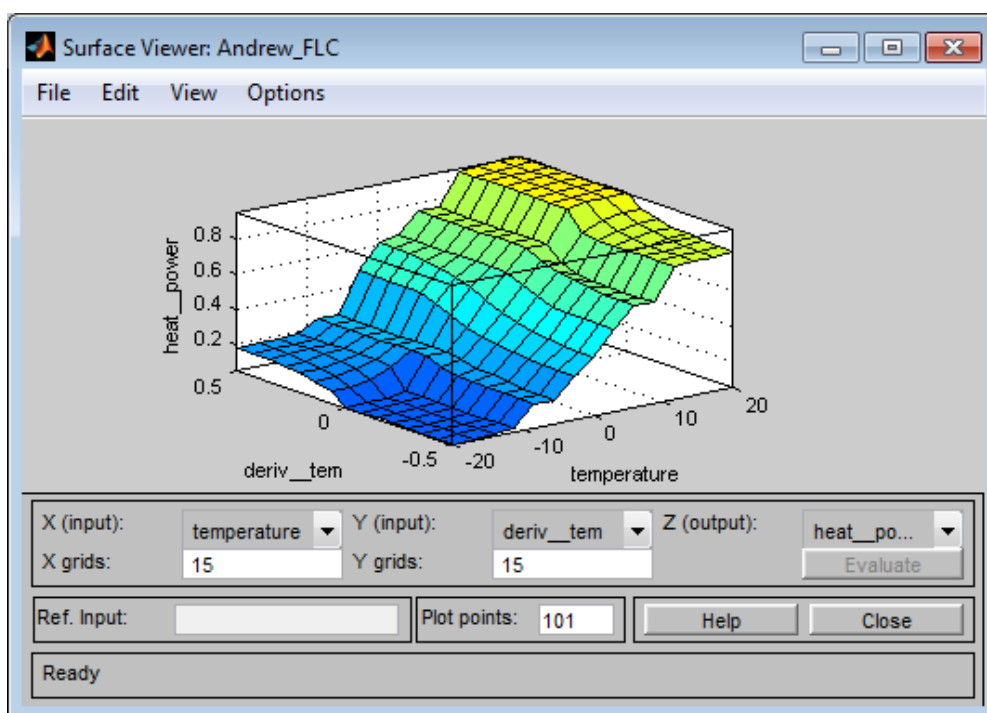 Surface Viewer: Andrew_FLC
File Edit View Options
0.8
0.6
0.4
0.2
heat__power
0.5
0
-0.5
deriv__tem
-20
-10
0
10
20
temperature
X (input): temperature Y (input): deriv__tem Z (output): heat__po...
X grids: 15 Y grids: 15 Evaluate
Ref. Input: Plot points: 101 Help Close
Ready